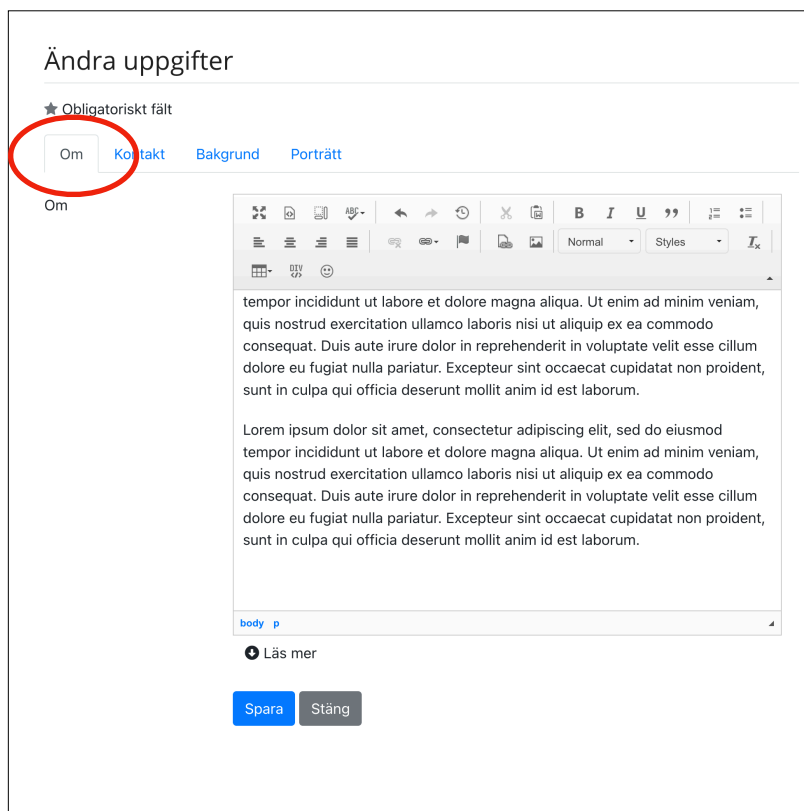 Ändra uppgifter
Obligatoriskt fält
Om Kontakt Bakgrund Porträtt
Om
ABC
B I U
Normal Styles
DIV
tempor incididunt ut labore et dolore magna aliqua. Ut enim ad minim veniam,
quis nostrud exercitation ullamco laboris nisi ut aliquip ex ea commodo
consequat. Duis aute irure dolor in reprehenderit in voluptate velit esse cillum
dolore eu fugiat nulla pariatur. Excepteur sint occaecat cupidatat non proident,
sunt in culpa qui officia deserunt mollit anim id est laborum.
Lorem ipsum dolor sit amet, consectetur adipiscing elit, sed do eiusmod
tempor incididunt ut labore et dolore magna aliqua. Ut enim ad minim veniam,
quis nostrud exercitation ullamco laboris nisi ut aliquip ex ea commodo
consequat. Duis aute irure dolor in reprehenderit in voluptate velit esse cillum
dolore eu fugiat nulla pariatur. Excepteur sint occaecat cupidatat non proident,
sunt in culpa qui officia deserunt mollit anim id est laborum.
body p
Läs mer
Spara Stäng